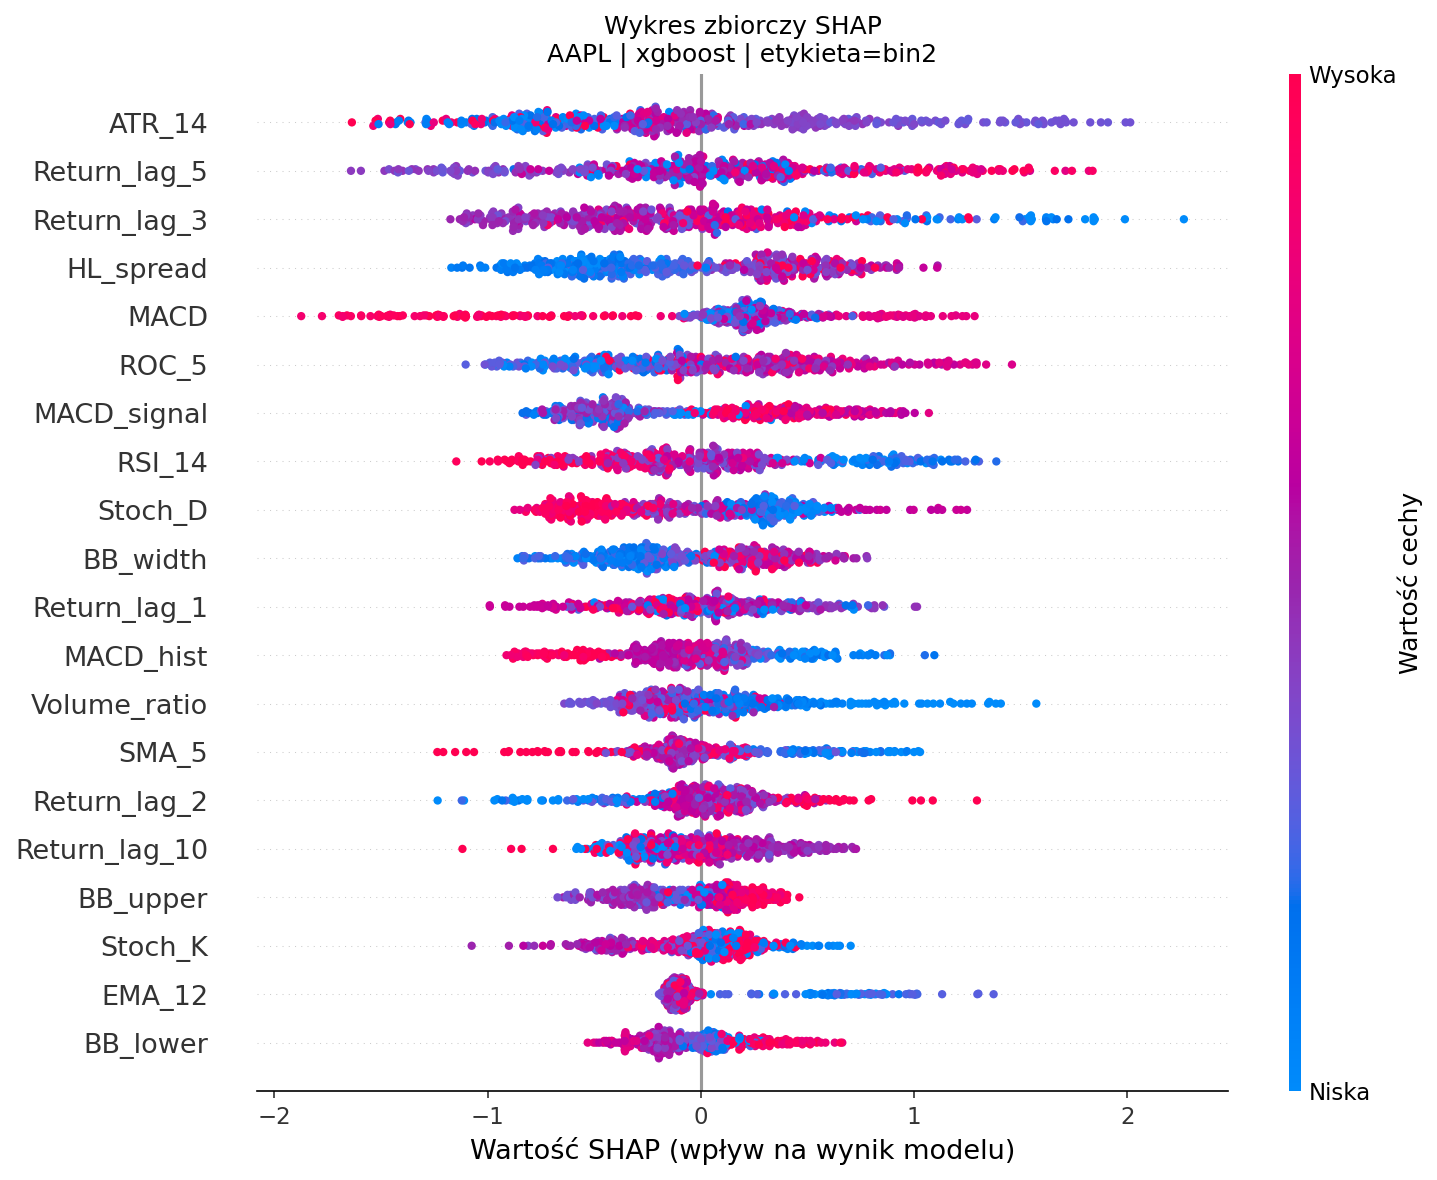 Wykres zbiorczy SHAP
AAPL | xgboost | etykieta=bin2
ATR_14
Return_lag_5
Return_lag_3
HL_spread
MACD
ROC_5
MACD_signal
RSI_14
Stoch_D
BB_width
Return_lag_1
MACD_hist
Volume_ratio
SMA_5
Return_lag_2
Return_lag_10
BB_upper
Stoch_K
EMA_12
BB_lower
−2 −1 0 1 2
Wartość SHAP (wpływ na wynik modelu)
Wysoka
Wartość cechy
Niska